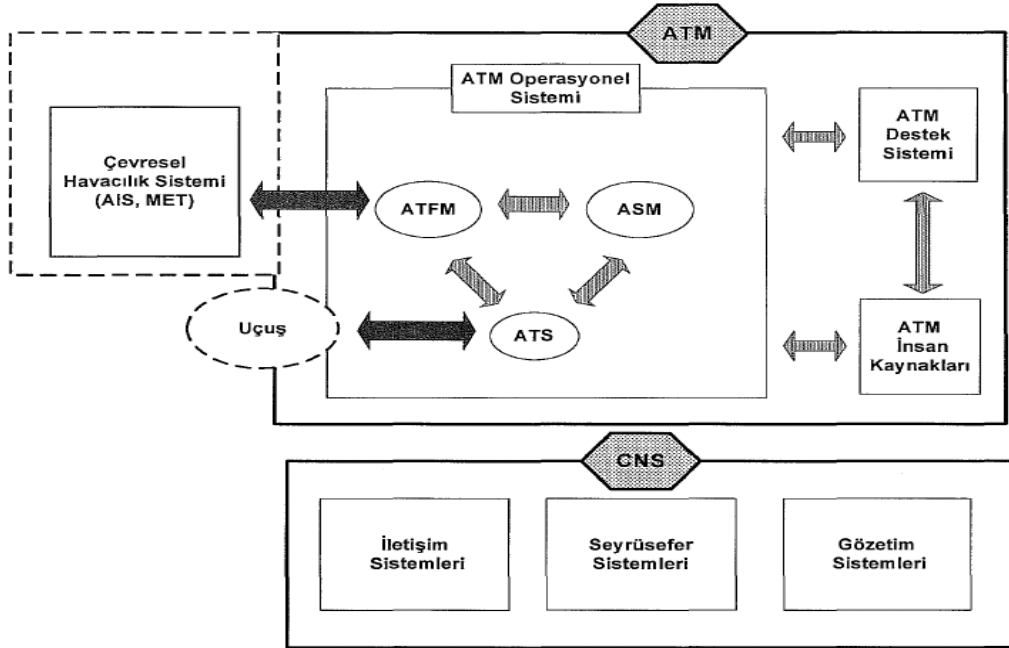 ATM
ATM Operasyonel
Sistemi
Çevresel
Havacılık Sistemi
(AIS, MET)
ATFM
ASM
ATS
Uçuş
ATM
Destek
Sistemi
ATM
İnsan
Kaynakları
CNS
İletişim
Sistemleri
Seyrüsefer
Sistemleri
Gözetim
Sistemleri